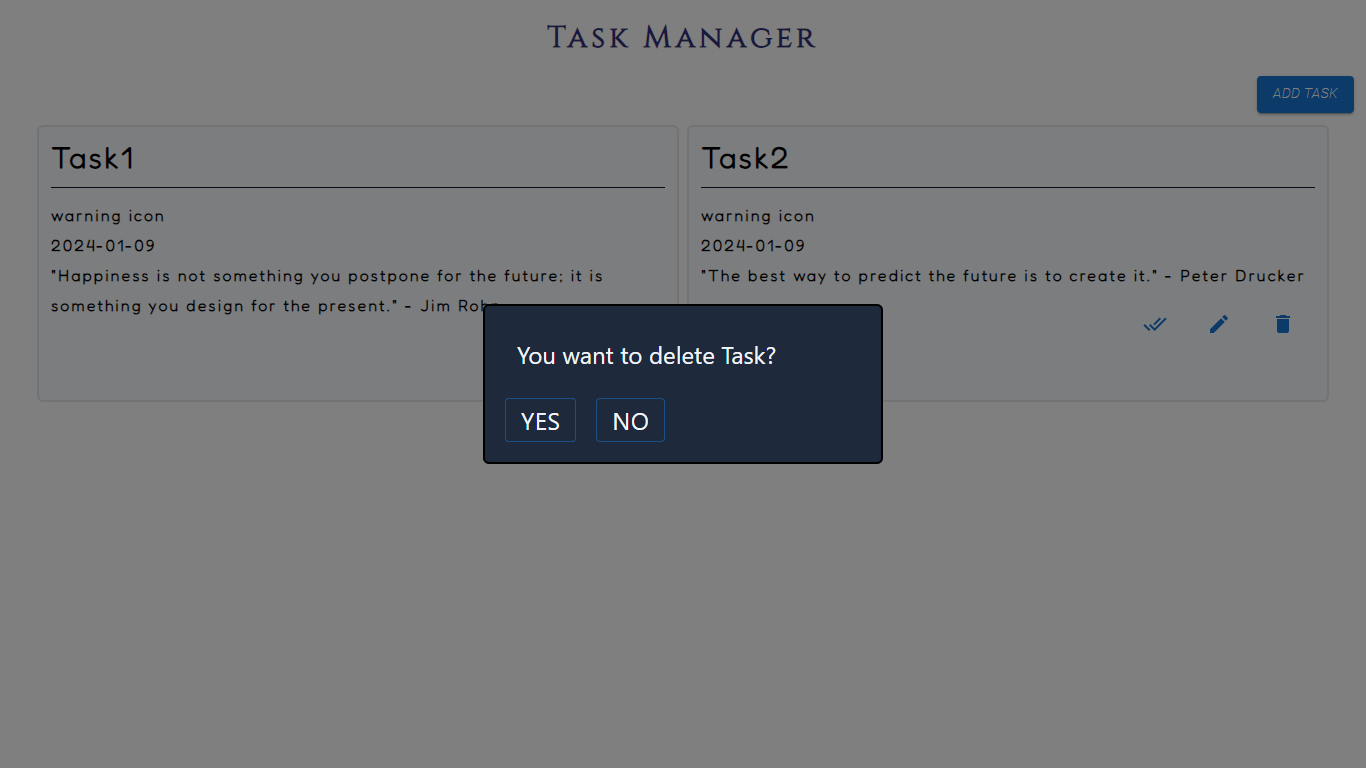 Task Manager
ADD TASK
Task1
warning icon
2024-01-09
"Happiness is not something you postpone for the future; it is
something you design for the present." - Jim
Task2
warning icon
2024-01-09
"The best way to predict the future is to create it." - Peter Drucker
You want to delete Task?
YES
NO